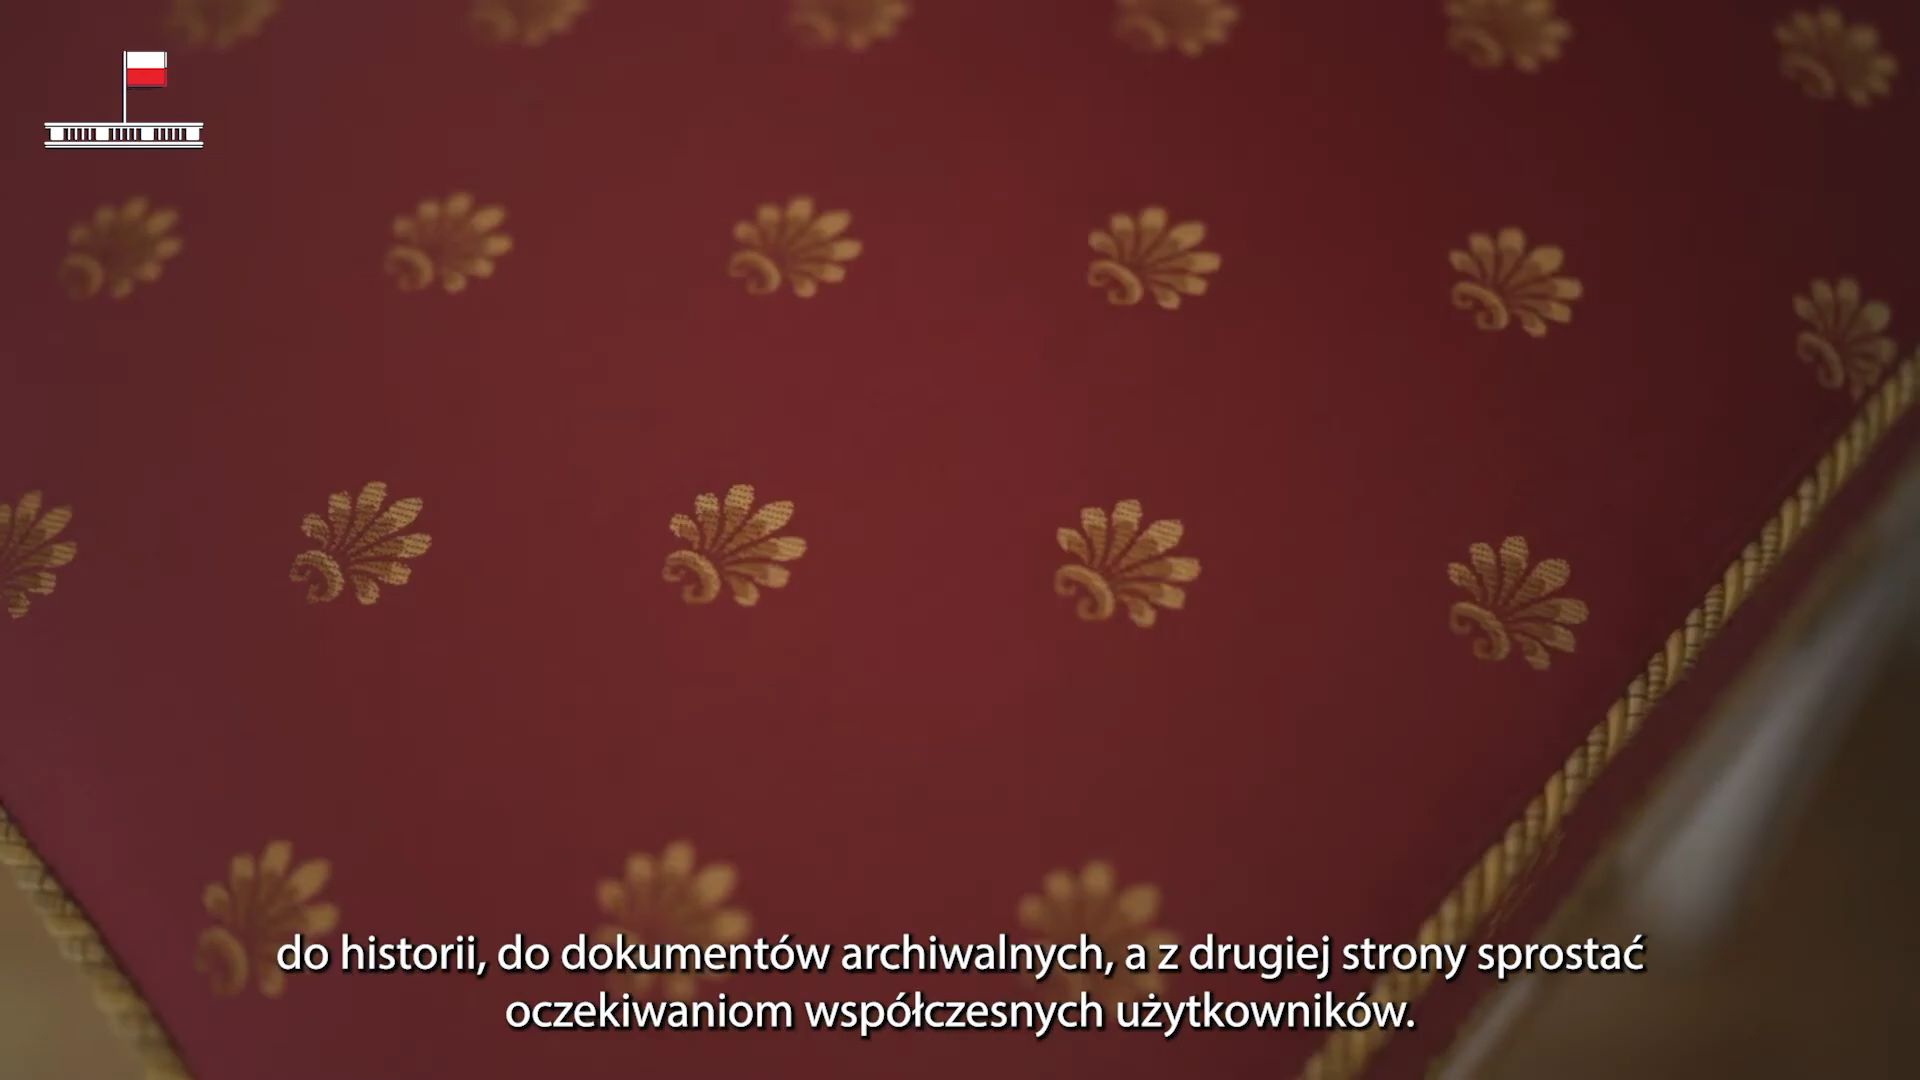 do historii, do dokumentów archiwalnych, a z drugiej strony sprostać
oczekiwaniom współczesnych użytkowników.